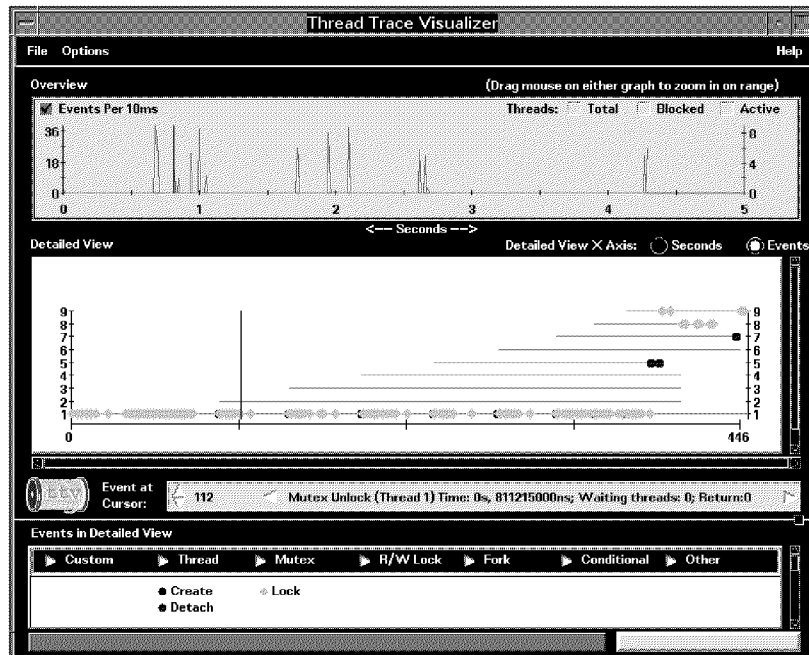 Thread Trace Visualizer
File Options Help
Overview (Drag mouse on either graph to zoom in on range)
Events Per 10ms Threads: Total Blocked Active
36 8
18 4
0 0
0 1 2 3 4 5
<-- Seconds -->
Detailed View Detailed View X Axis: Seconds Events
9 9
8 8
7 7
6 6
5 5
4 4
3 3
2 2
1 1
0 446
ttv
Event at
Cursor:
112 Mutex Unlock (Thread 1) Time: 0s, 811215000ns; Waiting threads: 0; Return:0
Events in Detailed View
Custom Thread Mutex R/W Lock Fork Conditional Other
Create Lock
Detach